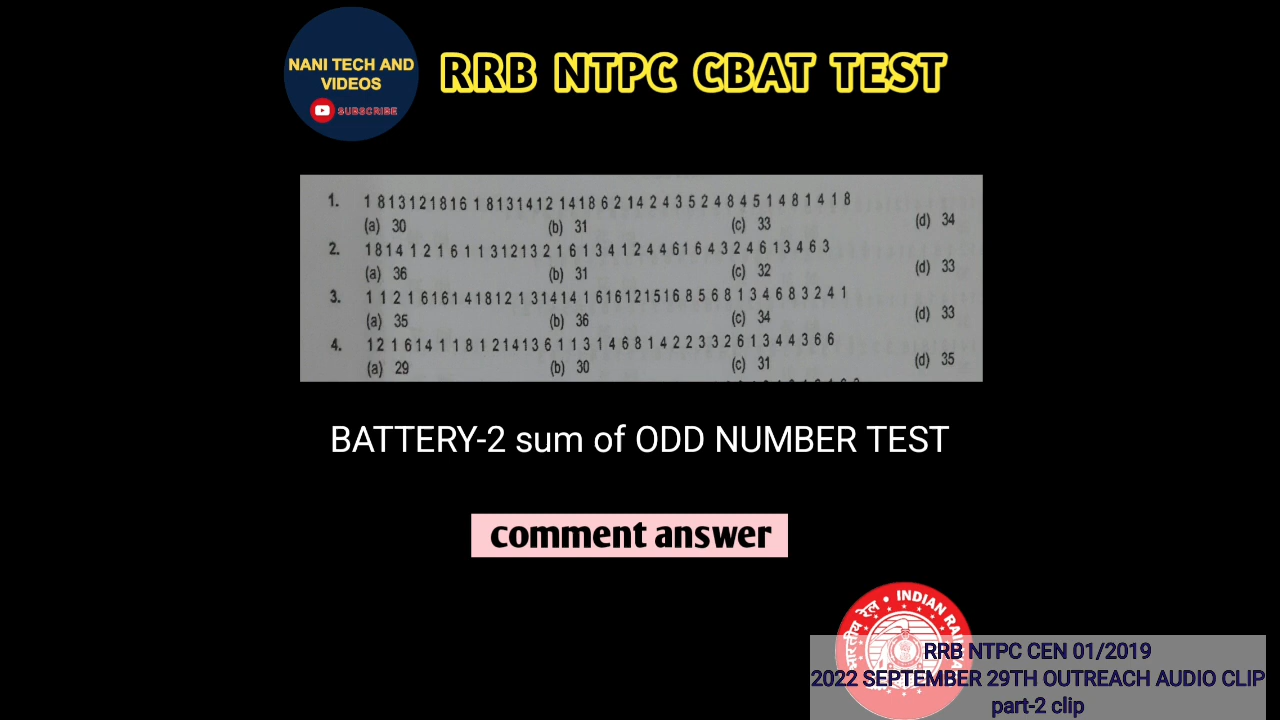 NANI TECH AND
VIDEOS
SUBSCRIBE
RRB NTPC CBAT TEST
1. 1 8 1 3 1 2 1 8 1 6 1 8 1 3 1 4 1 2 1 4 1 8 6 2 1 4 2 4 3 5 2 4 8 4 5 1 4 8 1 4 1 8
(a) 30 (b) 31 (c) 33 (d) 34
2. 1 8 1 4 1 2 1 6 1 1 3 1 2 1 3 2 1 6 1 3 4 1 2 4 4 6 1 6 4 3 2 4 6 1 3 4 6 3
(a) 36 (b) 31 (c) 32 (d) 33
3. 1 1 2 1 6 1 6 1 4 1 8 1 2 1 3 1 4 1 4 1 6 1 6 1 2 1 5 1 6 8 5 6 8 1 3 4 6 8 3 2 4 1
(a) 35 (b) 36 (c) 34 (d) 33
4. 1 2 1 6 1 4 1 1 8 1 2 1 4 1 3 6 1 1 3 1 4 6 8 1 4 2 2 3 3 2 6 1 3 4 4 3 6 6
(a) 29 (b) 30 (c) 31 (d) 35
BATTERY-2 sum of ODD NUMBER TEST
comment answer
भारतीय रेल • INDIAN
RRB NTPC CEN 01/2019
2022 SEPTEMBER 29TH OUTREACH AUDIO CLIP
part-2 clip